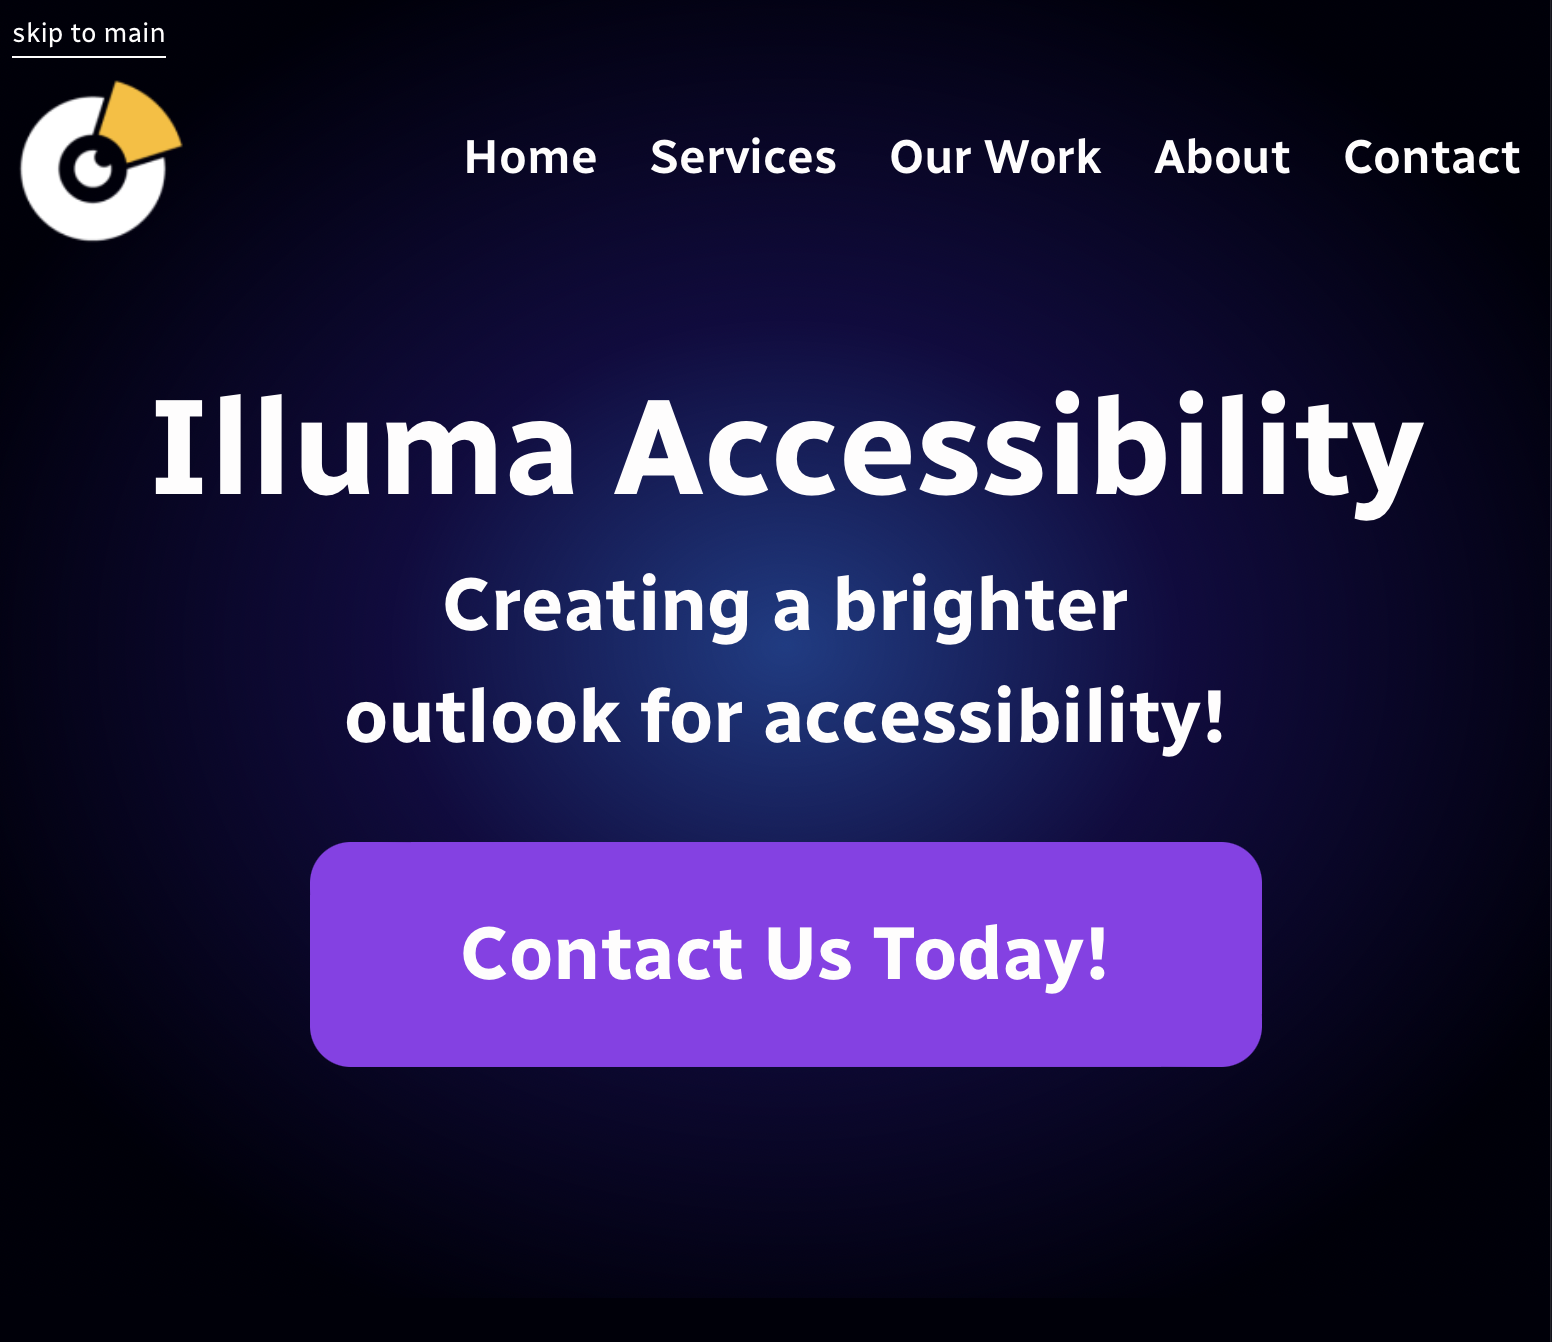 skip to main
Home Services Our Work About Contact
Illuma Accessibility
Creating a brighter
outlook for accessibility!
Contact Us Today!